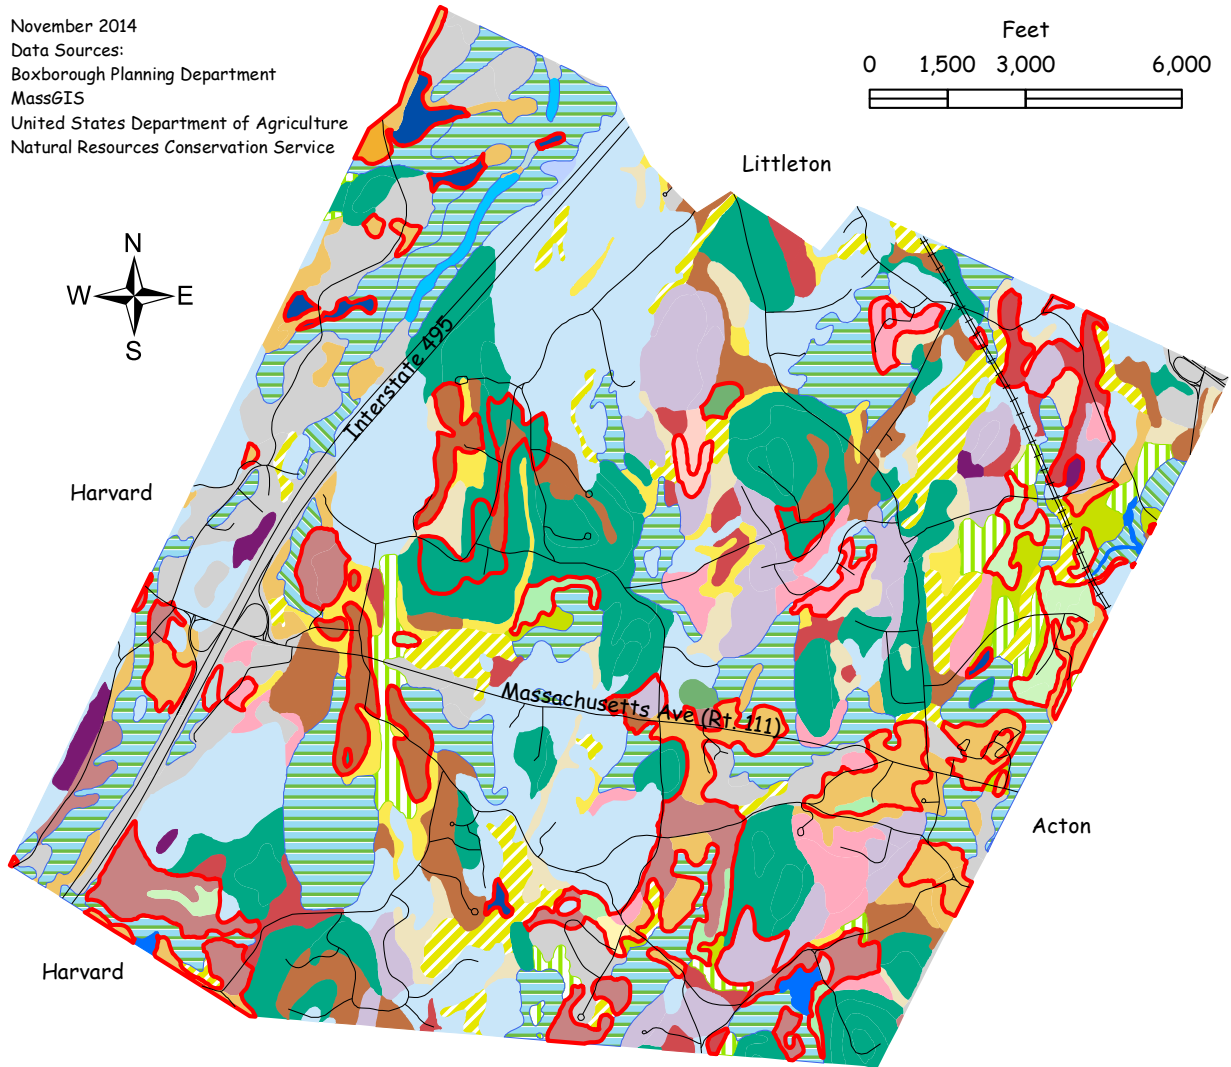 November 2014
Data Sources:
Boxborough Planning Department
MassGIS
United States Department of Agriculture
Natural Resources Conservation Service
Feet
0 1,500 3,000 6,000
Littleton
N
W E
S
Interstate 495
Harvard
Massachusetts Ave (Rt. 111)
Acton
Harvard